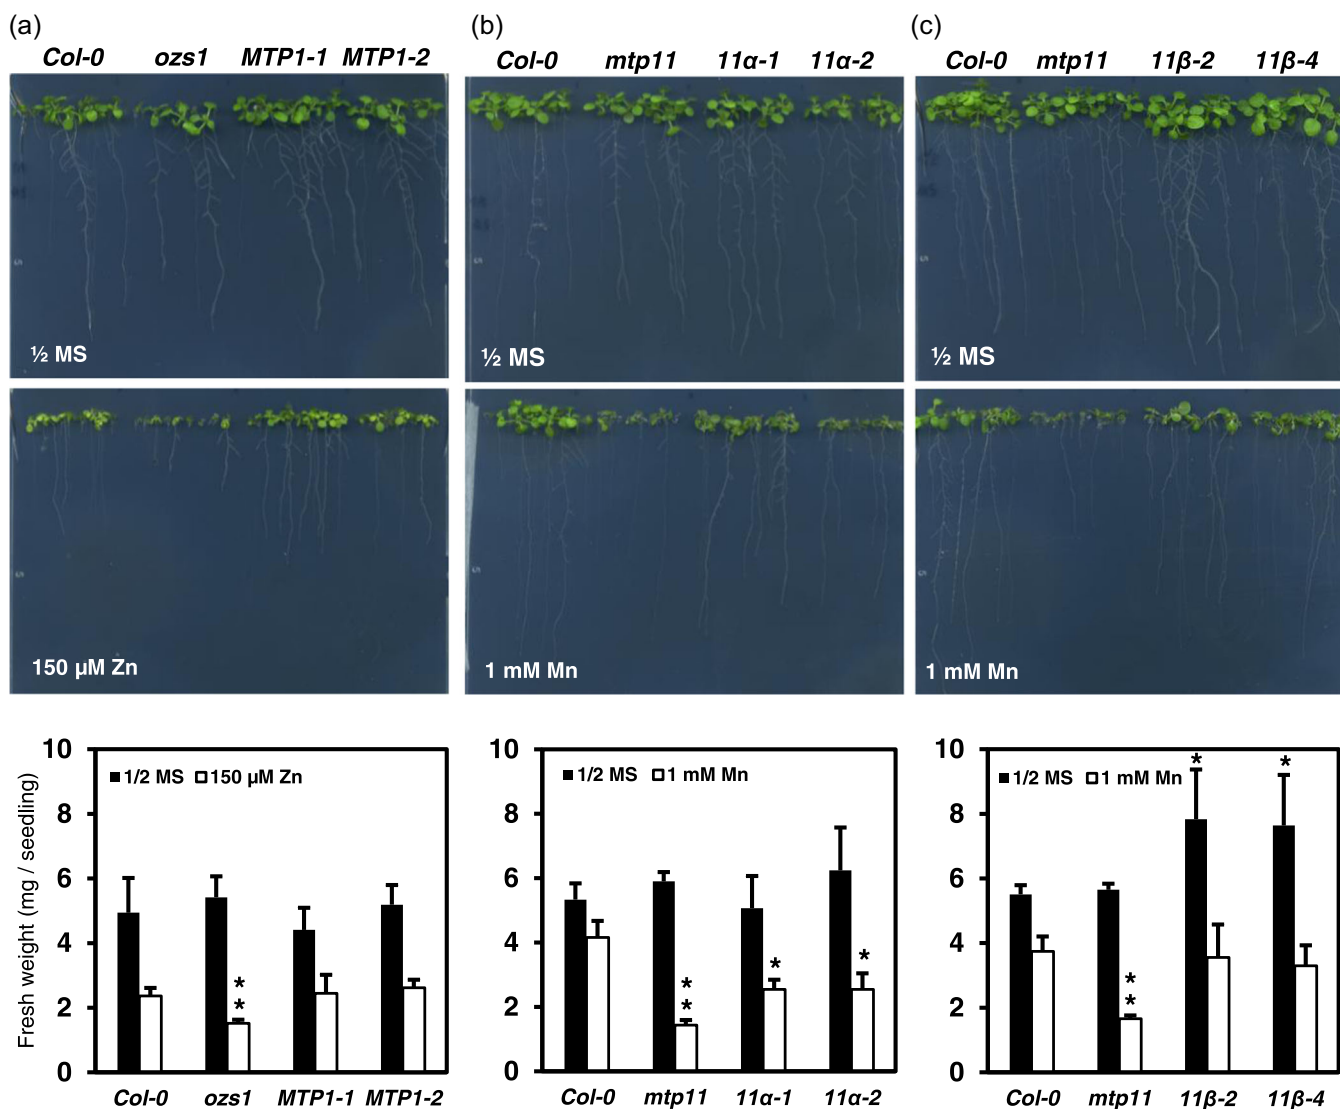 (a)
Col-0 ozs1 MTP1-1 MTP1-2
½ MS
150 µM Zn
(b)
Col-0 mtp11 11α-1 11α-2
½ MS
1 mM Mn
(c)
Col-0 mtp11 11β-2 11β-4
½ MS
1 mM Mn
Fresh weight (mg / seedling)
10
8
6
4
2
0
1/2 MS 150 µM Zn
*
*
Col-0 ozs1 MTP1-1 MTP1-2
10
8
6
4
2
0
1/2 MS 1 mM Mn
*
*
* *
Col-0 mtp11 11α-1 11α-2
10
8
6
4
2
0
1/2 MS 1 mM Mn
* *
*
*
Col-0 mtp11 11β-2 11β-4